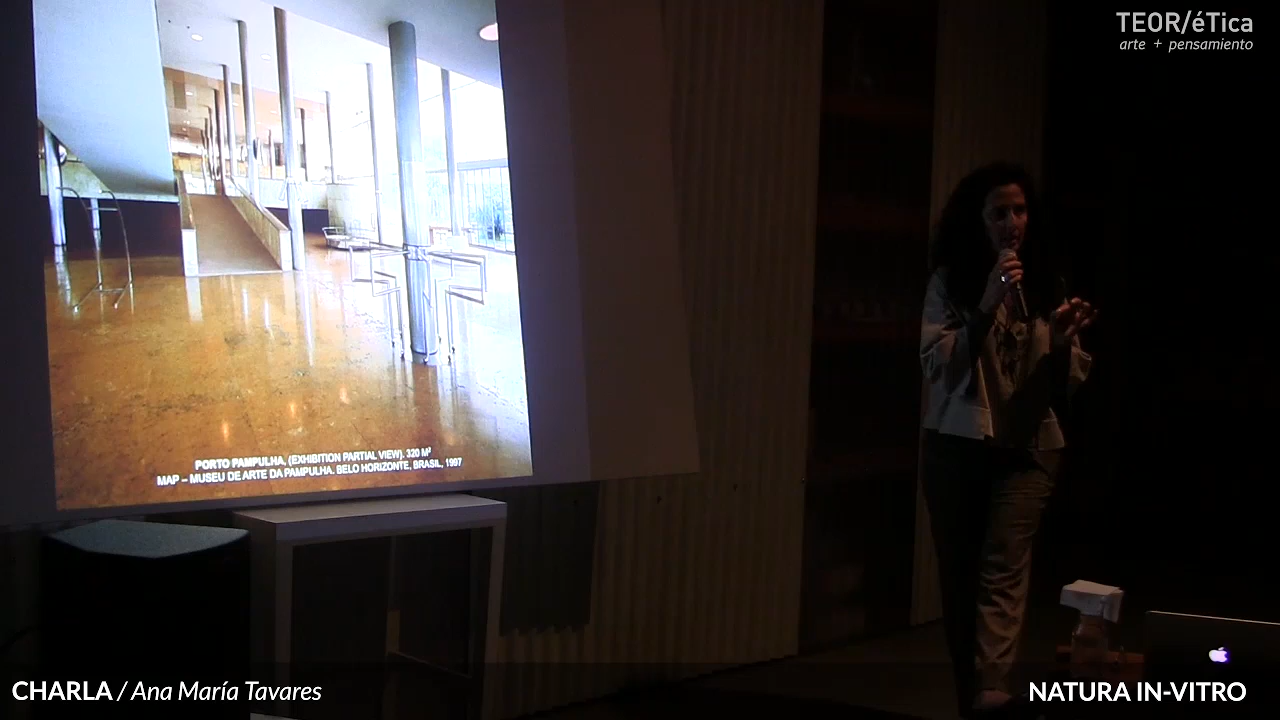 TEOR/éTica
arte + pensamiento
PORTO PAMPULHA, (EXHIBITION PARTIAL VIEW). 320 M²
MAP – MUSEU DE ARTE DA PAMPULHA. BELO HORIZONTE, BRASIL, 1997
CHARLA / Ana María Tavares
NATURA IN-VITRO